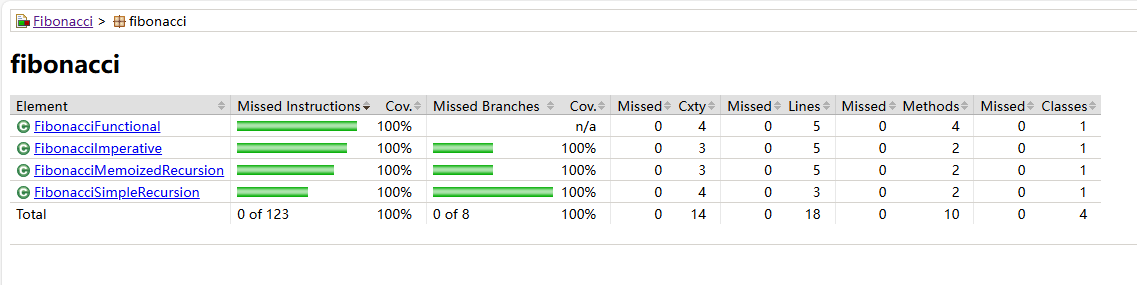 Fibonacci > fibonacci
fibonacci
Element Missed Instructions Cov. Missed Branches Cov. Missed Cxty Missed Lines Missed Methods Missed Classes
C FibonacciFunctional 100% n/a 0 4 0 5 0 4 0 1
C FibonacciImperative 100% 100% 0 3 0 5 0 2 0 1
C FibonacciMemoizedRecursion 100% 100% 0 3 0 5 0 2 0 1
C FibonacciSimpleRecursion 100% 100% 0 4 0 3 0 2 0 1
Total 0 of 123 100% 0 of 8 100% 0 14 0 18 0 10 0 4